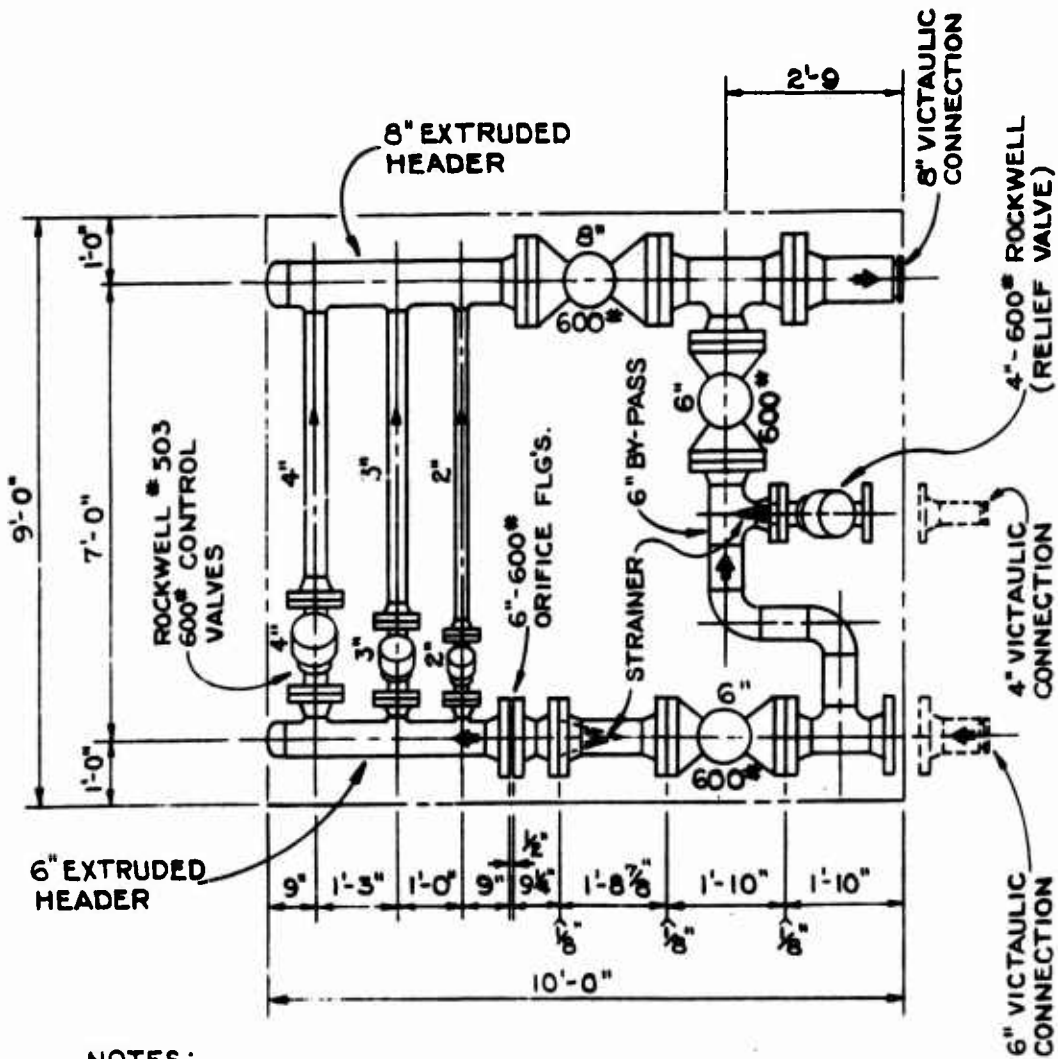 2'-9
8" VICTAULIC
CONNECTION
8" EXTRUDED
HEADER
4"- 600# ROCKWELL
(RELIEF VALVE)
1'-0"
9'-0"
7'-0"
1'-0"
8"
600#
6"
600#
6" BY-PASS
ROCKWELL # 503
600# CONTROL
VALVES
4"
3"
2"
4"
3"
2"
6"-600#
ORIFICE FLG'S.
STRAINER
4" VICTAULIC
CONNECTION
6"
600#
6" EXTRUDED
HEADER
1/2"
9"
1'-3"
1'-0"
9"
9 1/4"
1'-8 7/8"
1'-10"
1'-10"
1/8"
1/8"
1/8"
10'-0"
6" VICTAULIC
CONNECTION
NOTES: